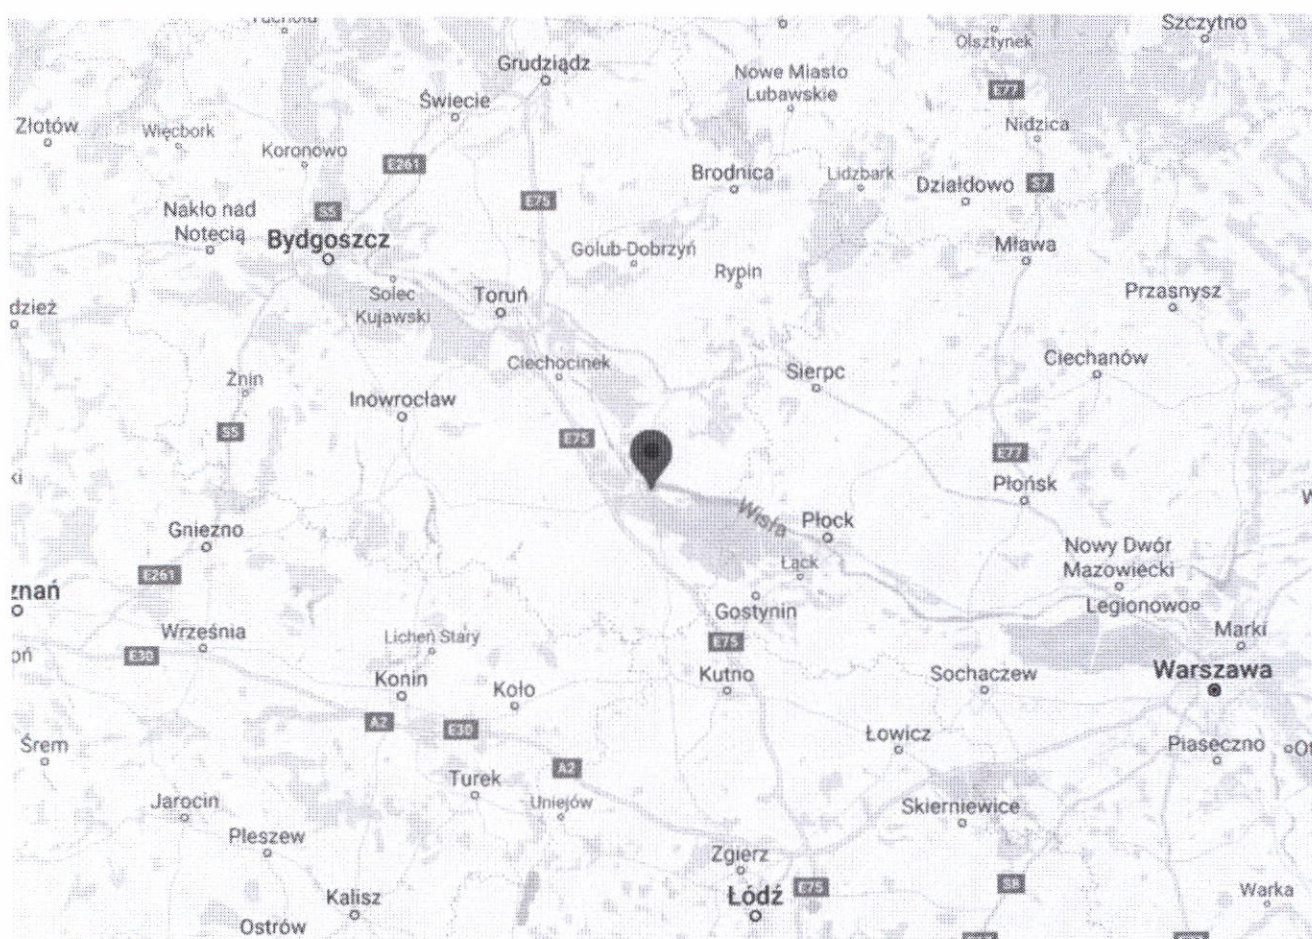 Szczytno
Olsztynek
Grudziądz
Nowe Miasto
Lubawskie
E77
Świecie
Złotów
Więcbork
Nidzica
Koronowo
E261
Brodnica
Lidzbark
Działdowo
S7
Nakło nad
Notecią
S5
E75
Bydgoszcz
Golub-Dobrzyń
Mława
Rypin
Solec
Kujawski
Toruń
Przasnysz
dzież
Ciechocinek
Sierpc
Ciechanów
Żnin
Inowrocław
S5
E75
E77
Płońsk
Wisła
Płock
Gniezno
Nowy Dwór
Mazowiecki
Łąck
E261
znań
Gostynin
Legionowo
Września
Licheń Stary
E75
Marki
E30
Konin
Koło
Kutno
Sochaczew
Warszawa
A2
E30
Łowicz
Śrem
A2
Piaseczno
Turek
Uniejów
Jarocin
Skierniewice
Pleszew
Zgierz
Kalisz
Łódź
E75
S8
Warka
Ostrów